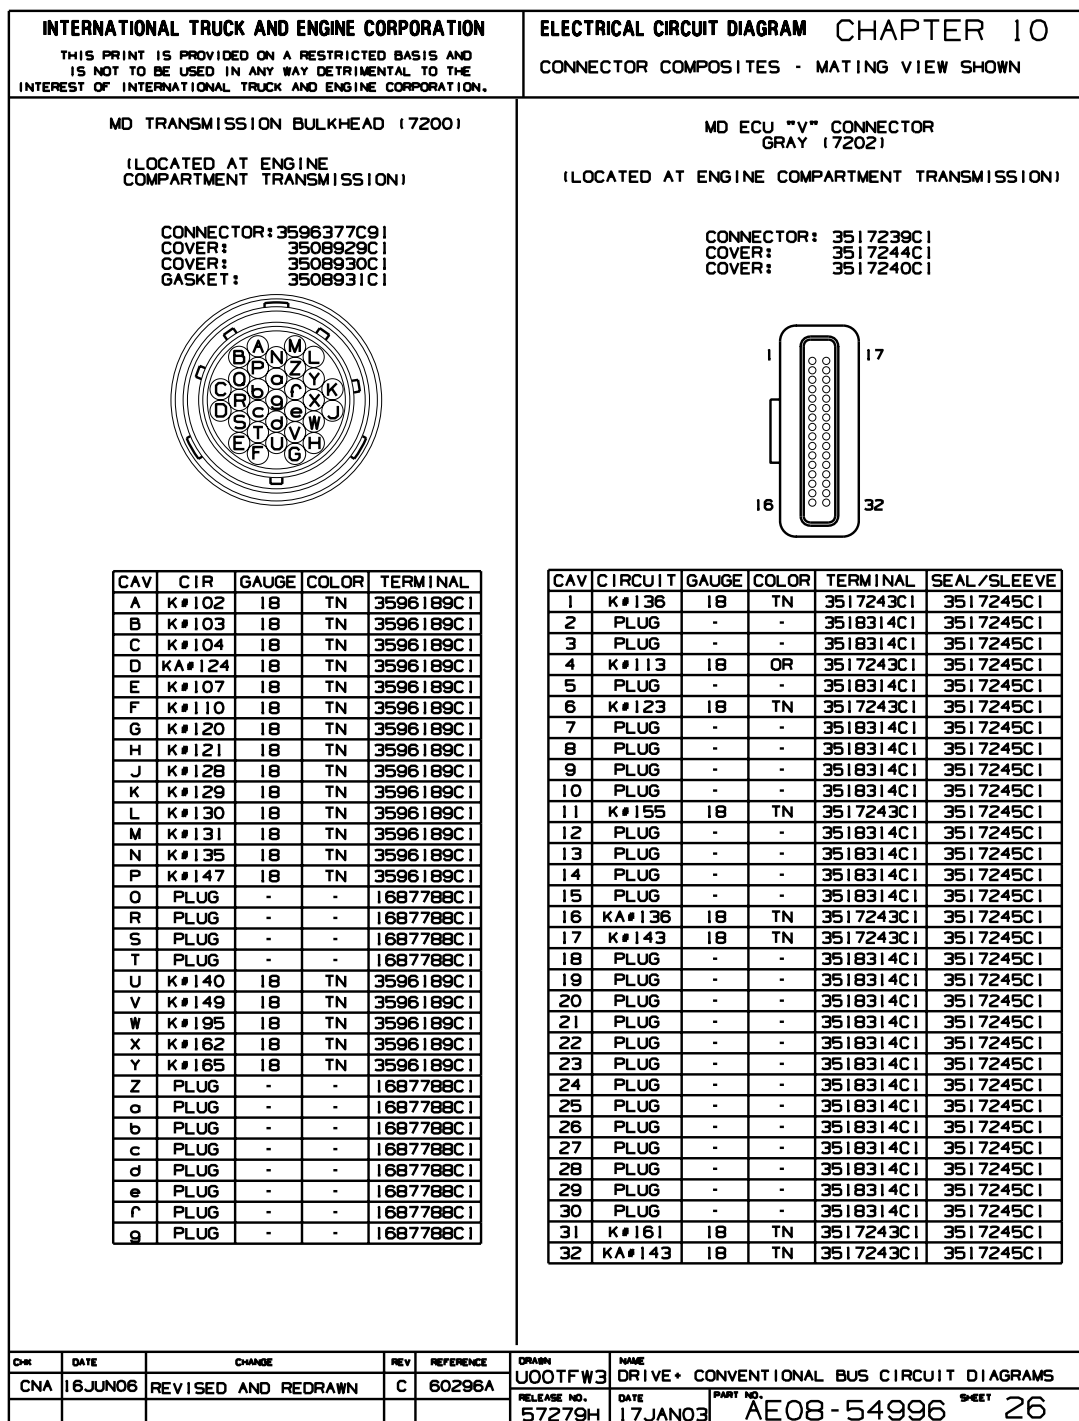 INTERNATIONAL TRUCK AND ENGINE CORPORATION
THIS PRINT IS PROVIDED ON A RESTRICTED BASIS AND
IS NOT TO BE USED IN ANY WAY DETRIMENTAL TO THE
INTEREST OF INTERNATIONAL TRUCK AND ENGINE CORPORATION.
ELECTRICAL CIRCUIT DIAGRAM CHAPTER 10
CONNECTOR COMPOSITES - MATING VIEW SHOWN
MD TRANSMISSION BULKHEAD (7200)
(LOCATED AT ENGINE
COMPARTMENT TRANSMISSION)
CONNECTOR: 3596377C91
COVER: 3508929C1
COVER: 3508930C1
GASKET: 3508931C1
A M
B N L
P Z
O a Y
C b f K
R g X
D c e J
S d W
T V
E U H
F G
CAV CIR GAUGE COLOR TERMINAL
A K#102 18 TN 3596189C1
B K#103 18 TN 3596189C1
C K#104 18 TN 3596189C1
D KA#124 18 TN 3596189C1
E K#107 18 TN 3596189C1
F K#110 18 TN 3596189C1
G K#120 18 TN 3596189C1
H K#121 18 TN 3596189C1
J K#128 18 TN 3596189C1
K K#129 18 TN 3596189C1
L K#130 18 TN 3596189C1
M K#131 18 TN 3596189C1
N K#135 18 TN 3596189C1
P K#147 18 TN 3596189C1
O PLUG - - 1687788C1
R PLUG - - 1687788C1
S PLUG - - 1687788C1
T PLUG - - 1687788C1
U K#140 18 TN 3596189C1
V K#149 18 TN 3596189C1
W K#195 18 TN 3596189C1
X K#162 18 TN 3596189C1
Y K#165 18 TN 3596189C1
Z PLUG - - 1687788C1
a PLUG - - 1687788C1
b PLUG - - 1687788C1
c PLUG - - 1687788C1
d PLUG - - 1687788C1
e PLUG - - 1687788C1
f PLUG - - 1687788C1
g PLUG - - 1687788C1
MD ECU "V" CONNECTOR
GRAY (7202)
(LOCATED AT ENGINE COMPARTMENT TRANSMISSION)
CONNECTOR: 3517239C1
COVER: 3517244C1
COVER: 3517240C1
1 17
16 32
CAV CIRCUIT GAUGE COLOR TERMINAL SEAL/SLEEVE
1 K#136 18 TN 3517243C1 3517245C1
2 PLUG - - 3518314C1 3517245C1
3 PLUG - - 3518314C1 3517245C1
4 K#113 18 OR 3517243C1 3517245C1
5 PLUG - - 3518314C1 3517245C1
6 K#123 18 TN 3517243C1 3517245C1
7 PLUG - - 3518314C1 3517245C1
8 PLUG - - 3518314C1 3517245C1
9 PLUG - - 3518314C1 3517245C1
10 PLUG - - 3518314C1 3517245C1
11 K#155 18 TN 3517243C1 3517245C1
12 PLUG - - 3518314C1 3517245C1
13 PLUG - - 3518314C1 3517245C1
14 PLUG - - 3518314C1 3517245C1
15 PLUG - - 3518314C1 3517245C1
16 KA#136 18 TN 3517243C1 3517245C1
17 K#143 18 TN 3517243C1 3517245C1
18 PLUG - - 3518314C1 3517245C1
19 PLUG - - 3518314C1 3517245C1
20 PLUG - - 3518314C1 3517245C1
21 PLUG - - 3518314C1 3517245C1
22 PLUG - - 3518314C1 3517245C1
23 PLUG - - 3518314C1 3517245C1
24 PLUG - - 3518314C1 3517245C1
25 PLUG - - 3518314C1 3517245C1
26 PLUG - - 3518314C1 3517245C1
27 PLUG - - 3518314C1 3517245C1
28 PLUG - - 3518314C1 3517245C1
29 PLUG - - 3518314C1 3517245C1
30 PLUG - - 3518314C1 3517245C1
31 K#161 18 TN 3517243C1 3517245C1
32 KA#143 18 TN 3517243C1 3517245C1
CHK DATE CHANGE REV REFERENCE
CNA 16JUN06 REVISED AND REDRAWN C 60296A
DRAWN NAME
U00TFW3 DRIVE+ CONVENTIONAL BUS CIRCUIT DIAGRAMS
RELEASE NO. DATE PART NO. SHEET
57279H 17JAN03 AE08-54996 26